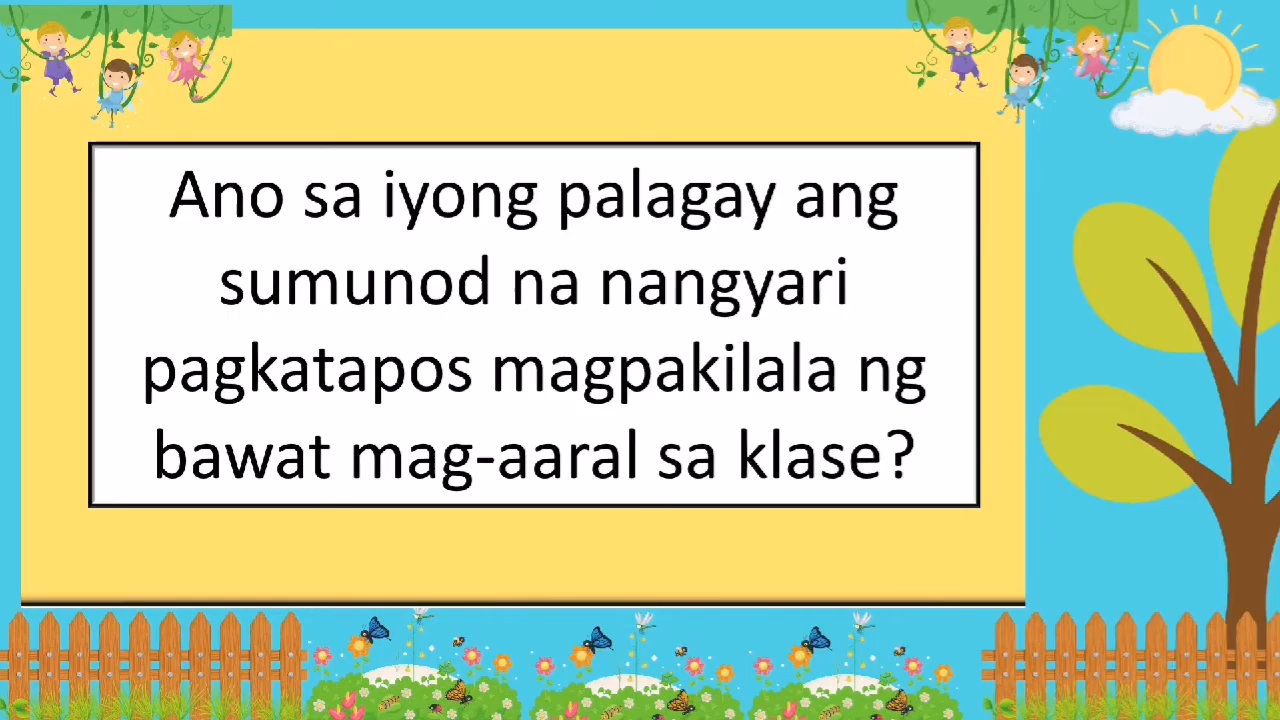 Ano sa iyong palagay ang
sumunod na nangyari
pagkatapos magpakilala ng
bawat mag-aaral sa klase?